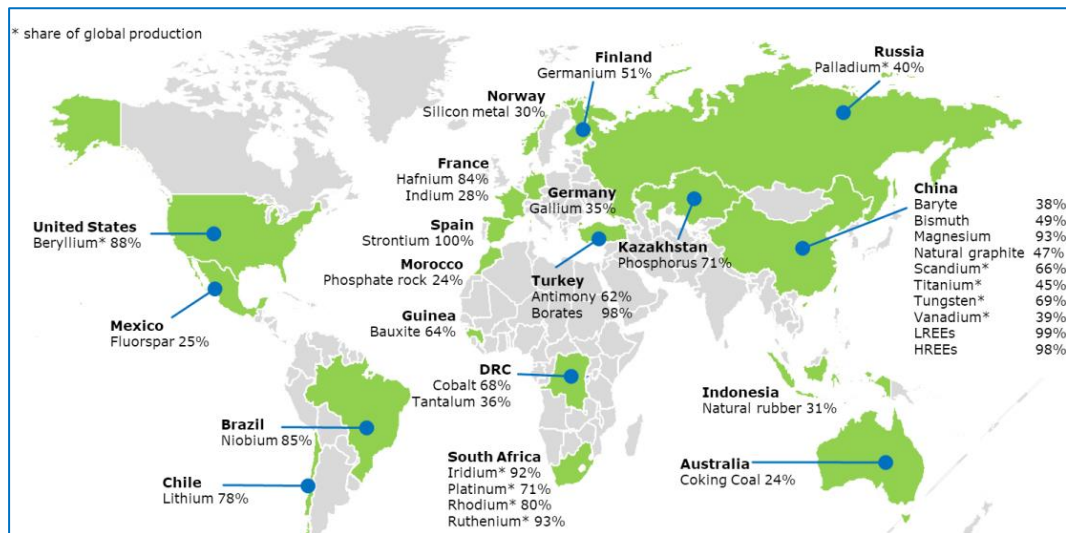 * share of global production
Finland
Germanium 51%
Russia
Palladium* 40%
Norway
Silicon metal 30%
France
Hafnium 84%
Indium 28%
Germany
Gallium 35%
China
Baryte 38%
Bismuth 49%
Magnesium 93%
Natural graphite 47%
Scandium* 66%
Titanium* 45%
Tungsten* 69%
Vanadium* 39%
LREEs 99%
HREEs 98%
United States
Beryllium* 88%
Spain
Strontium 100%
Kazakhstan
Phosphorus 71%
Morocco
Phosphate rock 24%
Turkey
Antimony 62%
Borates 98%
Mexico
Fluorspar 25%
Guinea
Bauxite 64%
DRC
Cobalt 68%
Tantalum 36%
Indonesia
Natural rubber 31%
Brazil
Niobium 85%
South Africa
Iridium* 92%
Platinum* 71%
Rhodium* 80%
Ruthenium* 93%
Australia
Coking Coal 24%
Chile
Lithium 78%